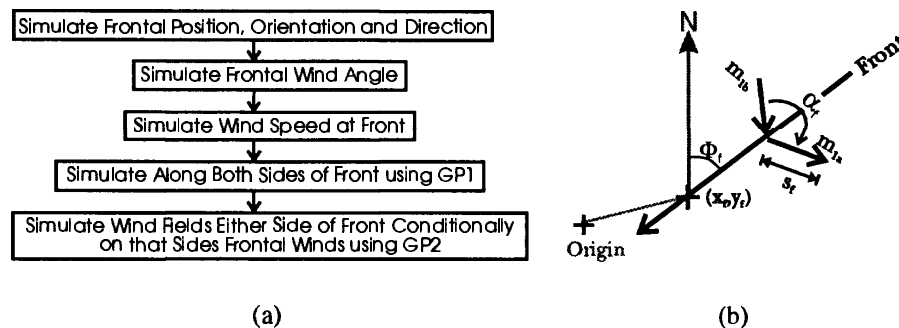 Simulate Frontal Position, Orientation and Direction
Simulate Frontal Wind Angle
Simulate Wind Speed at Front
Simulate Along Both Sides of Front using GP1
Simulate Wind Fields Either Side of Front Conditionally
on that Sides Frontal Winds using GP2
(a)
N
Front
m1b
αf
m1a
Φf
sf
(xf,yf)
Origin
(b)